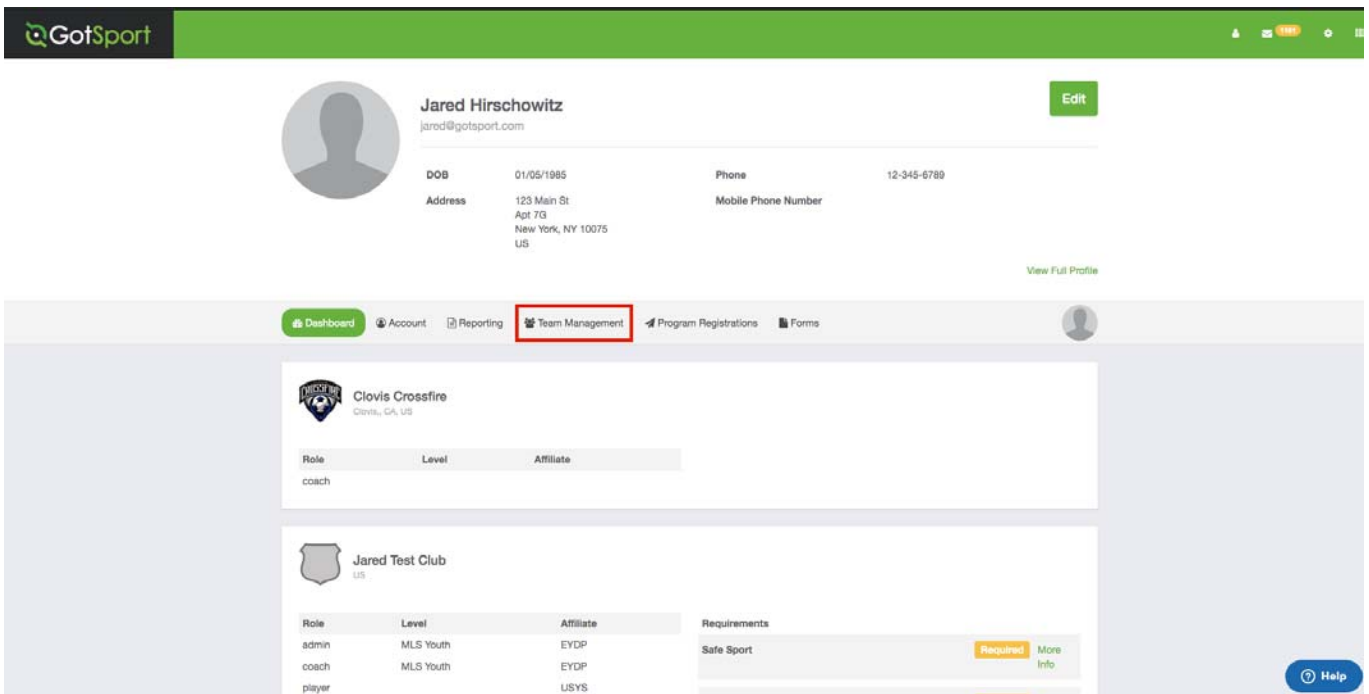 GotSport
Jared Hirschowitz
jared@gotsport.com
Edit
DOB 01/05/1985 Phone 12-345-6789
Address 123 Main St Mobile Phone Number
Apt 7G
New York, NY 10075
US
View Full Profile
Dashboard Account Reporting Team Management Program Registrations Forms
Clovis Crossfire
Clovis,, CA, US
Role Level Affiliate
coach
Jared Test Club
US
Role Level Affiliate Requirements
admin MLS Youth EYDP Safe Sport Required More
Info
coach MLS Youth EYDP
player USYS
Help